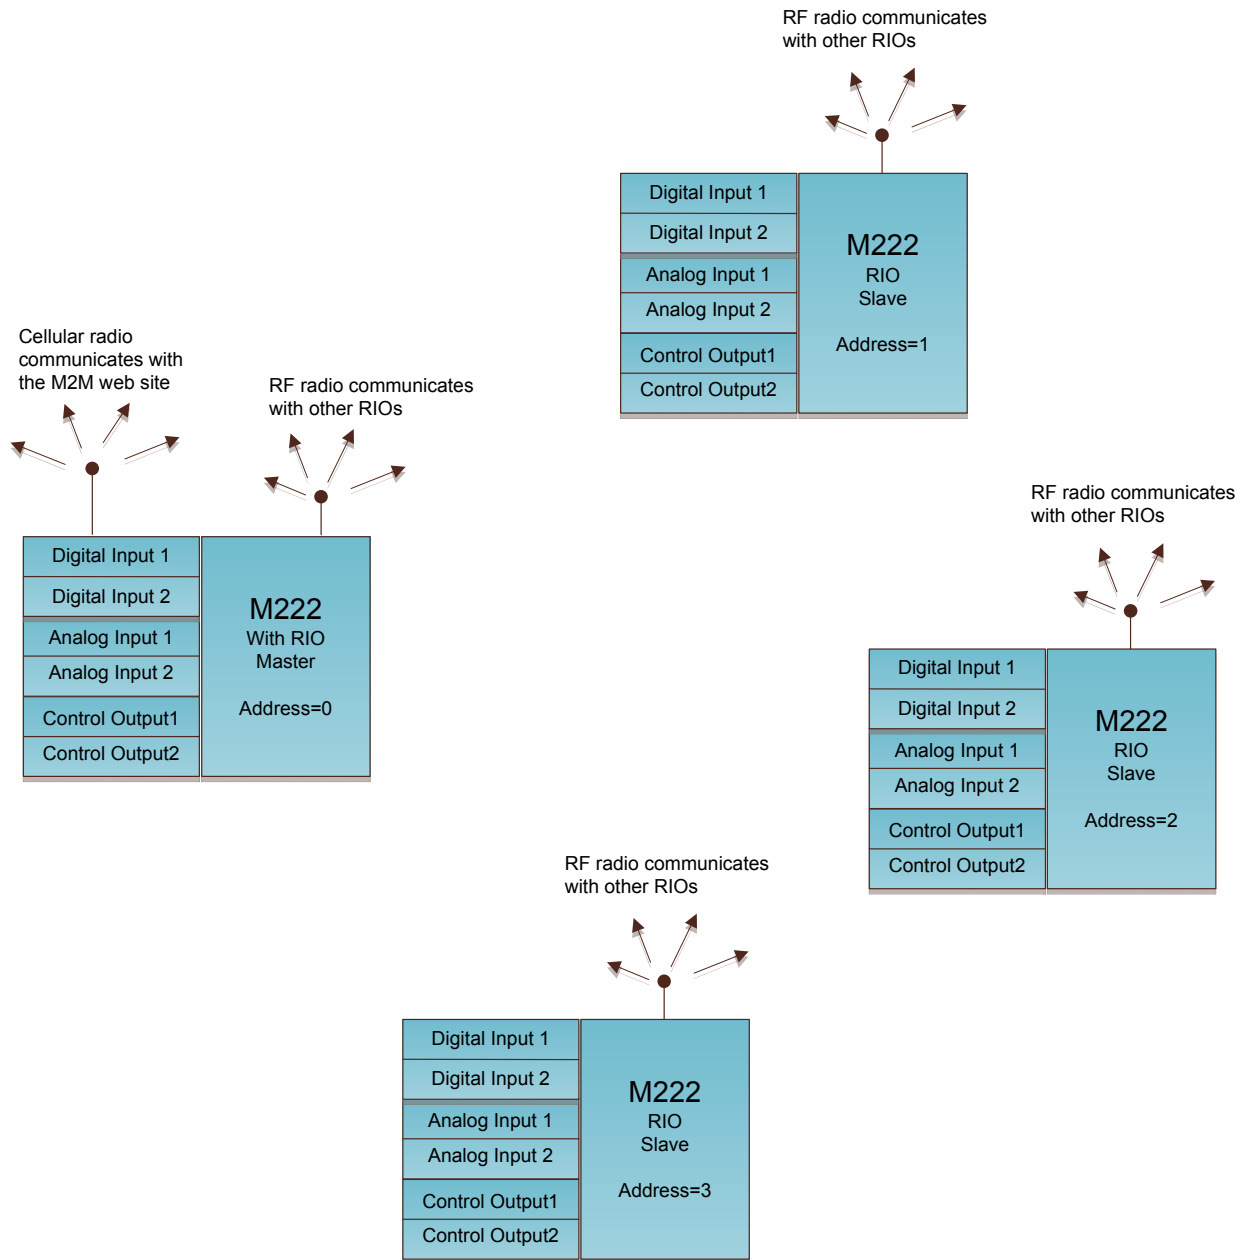 RF radio communicates
with other RIOs
Digital Input 1
Digital Input 2
Analog Input 1
Analog Input 2
Control Output1
Control Output2
M222
RIO
Slave
Address=1
Cellular radio
communicates with
the M2M web site
RF radio communicates
with other RIOs
Digital Input 1
Digital Input 2
Analog Input 1
Analog Input 2
Control Output1
Control Output2
M222
With RIO
Master
Address=0
RF radio communicates
with other RIOs
Digital Input 1
Digital Input 2
Analog Input 1
Analog Input 2
Control Output1
Control Output2
M222
RIO
Slave
Address=2
RF radio communicates
with other RIOs
Digital Input 1
Digital Input 2
Analog Input 1
Analog Input 2
Control Output1
Control Output2
M222
RIO
Slave
Address=3